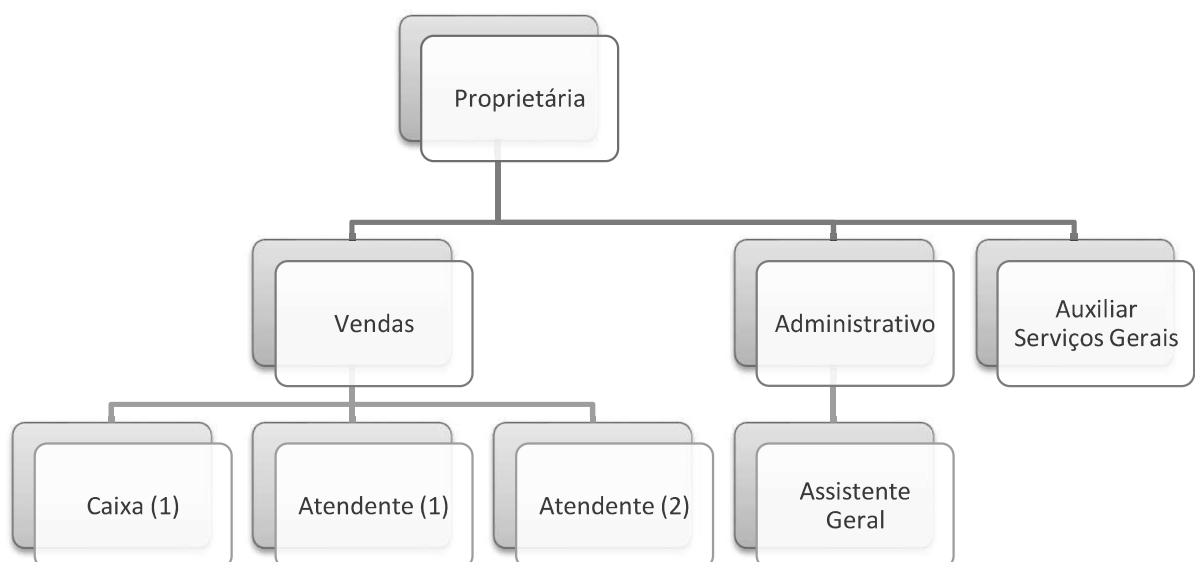 Proprietária
Vendas
Administrativo
Auxiliar
Serviços Gerais
Caixa (1)
Atendente (1)
Atendente (2)
Assistente
Geral